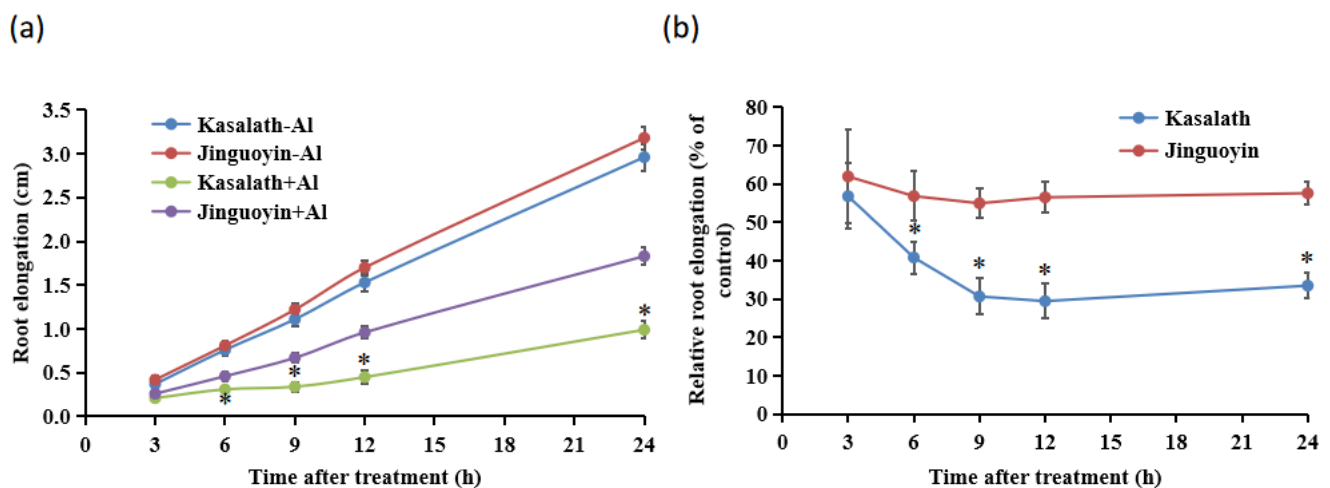 (a)
(b)
Root elongation (cm)
3.5
3.0
2.5
2.0
1.5
1.0
0.5
0.0
Kasalath-Al
Jinguoyin-Al
Kasalath+Al
Jinguoyin+Al
*
*
*
*
0 3 6 9 12 15 18 21 24
Time after treatment (h)
Relative root elongation (% of
control)
80
70
60
50
40
30
20
10
0
Kasalath
Jinguoyin
*
*
*
*
0 3 6 9 12 15 18 21 24
Time after treatment (h)